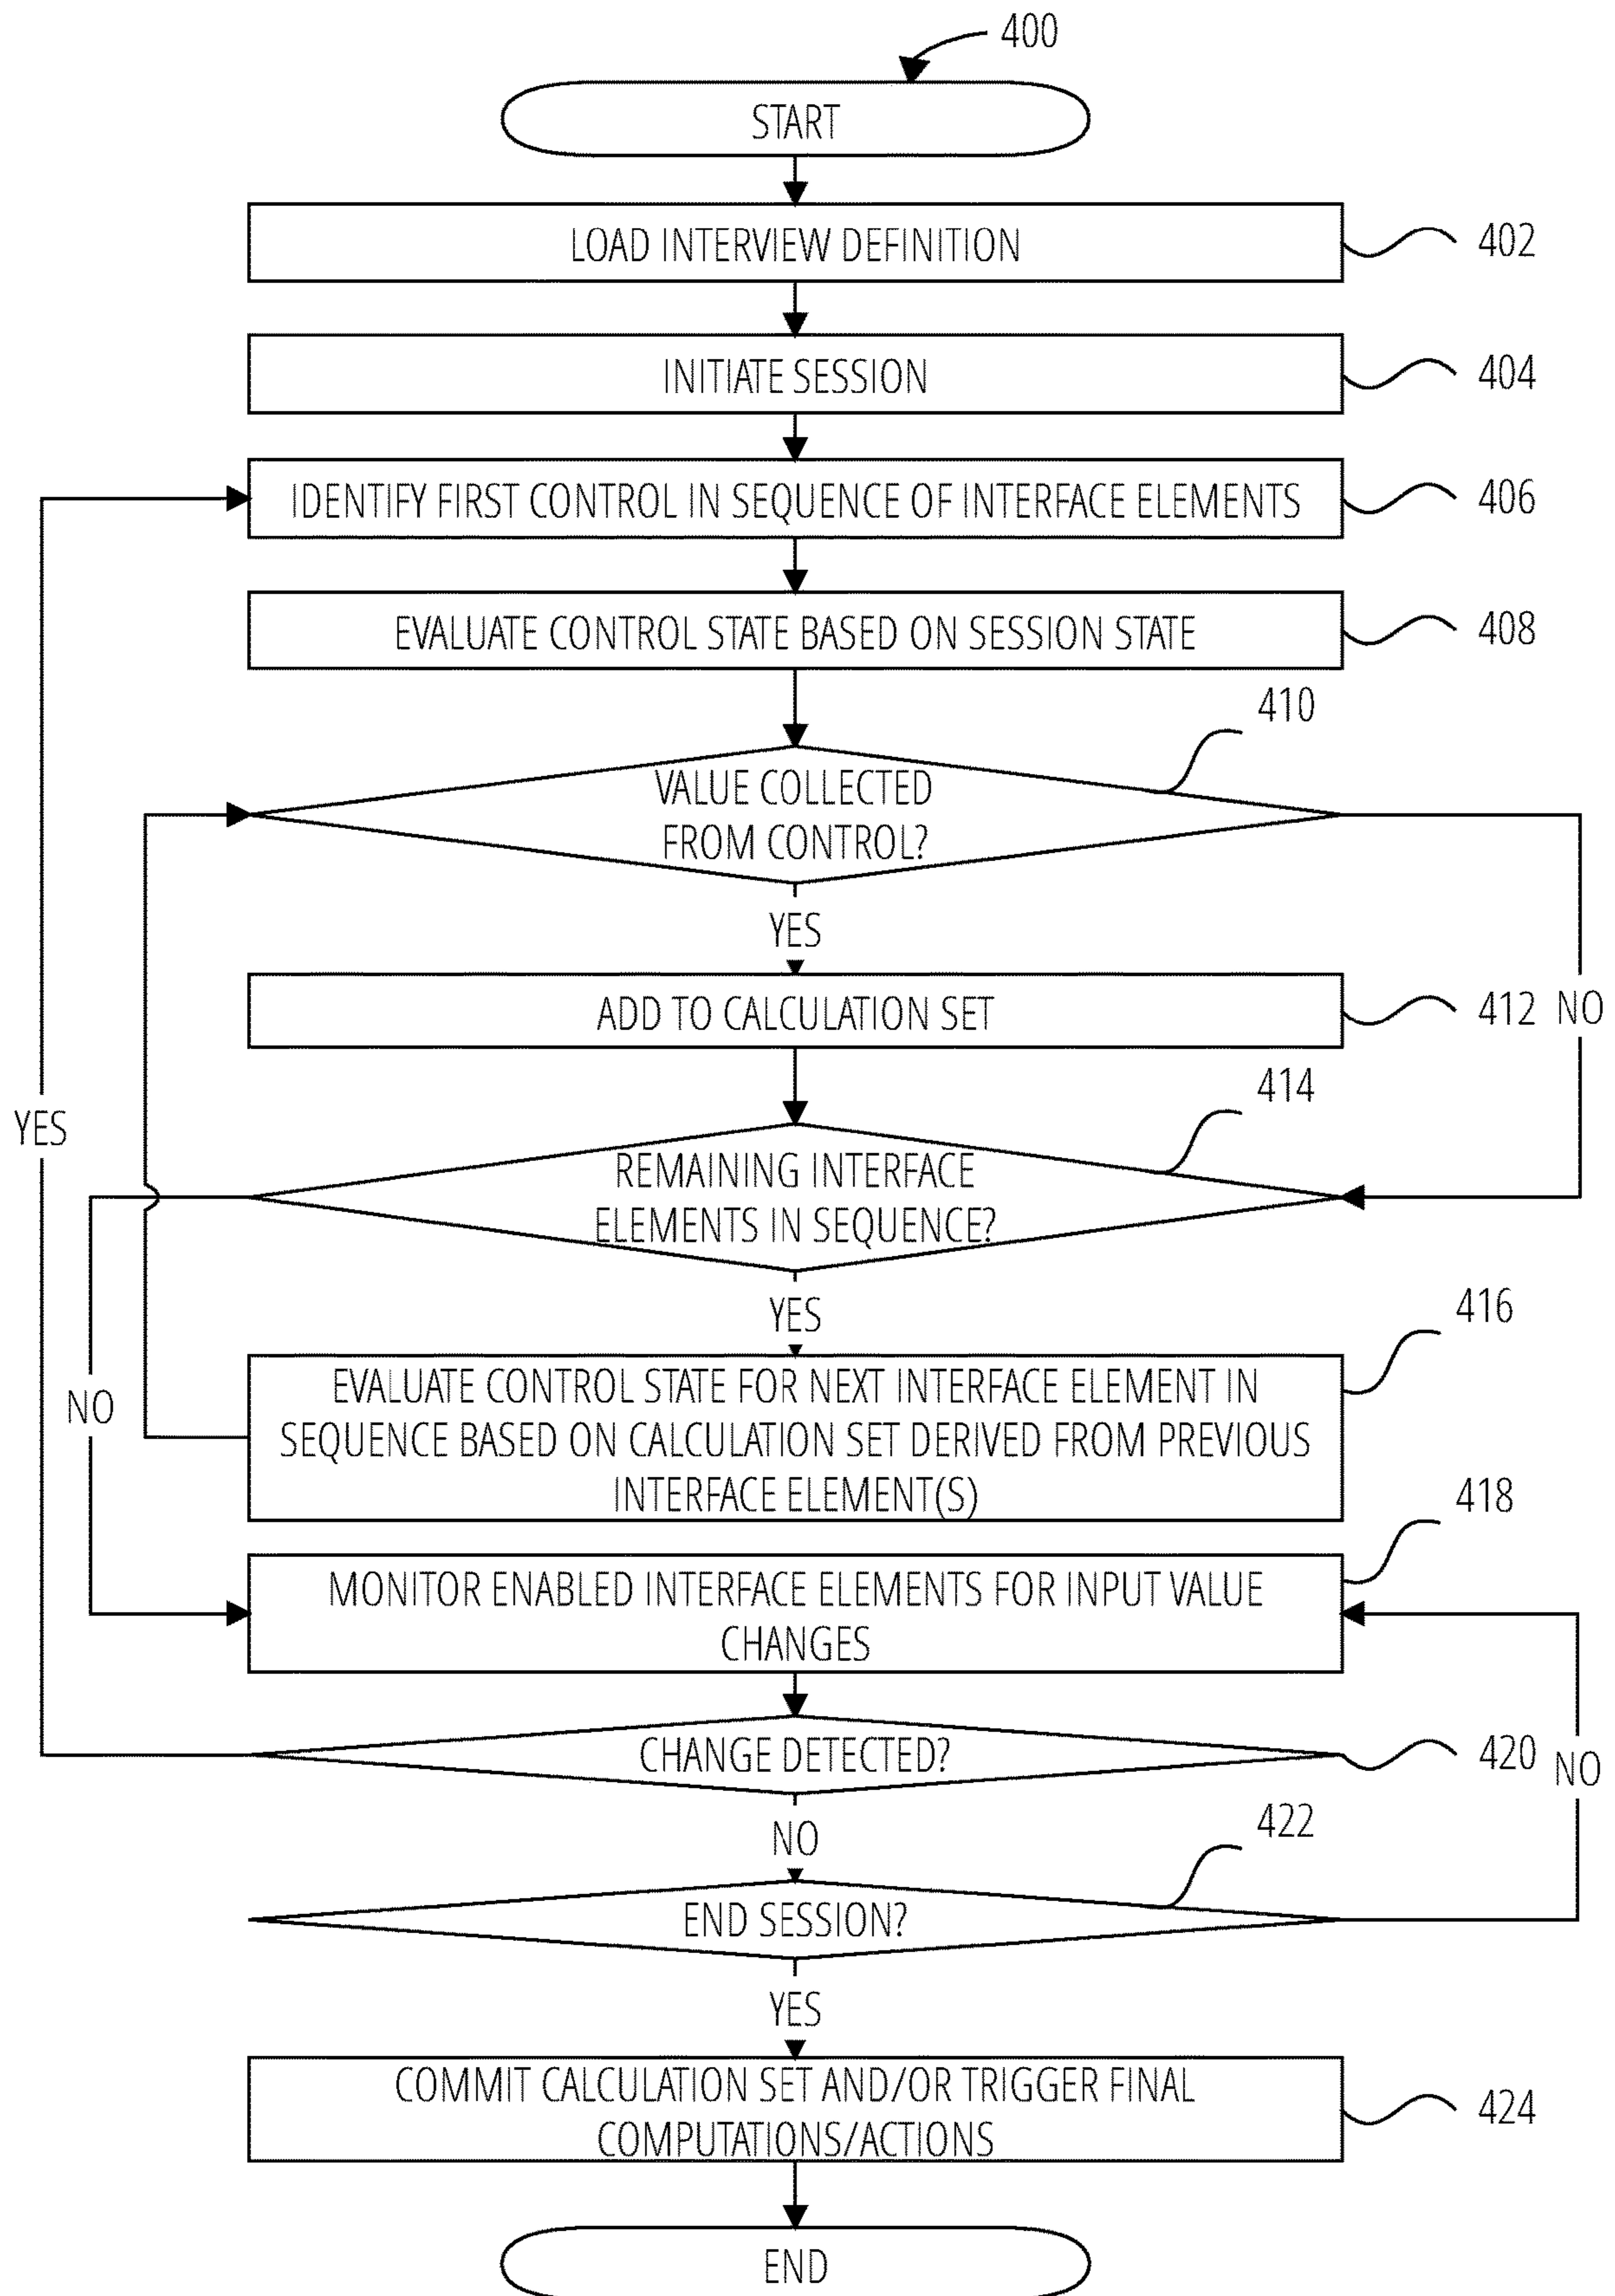 400
START
LOAD INTERVIEW DEFINITION
402
INITIATE SESSION
404
IDENTIFY FIRST CONTROL IN SEQUENCE OF INTERFACE ELEMENTS
406
EVALUATE CONTROL STATE BASED ON SESSION STATE
408
410
VALUE COLLECTED
FROM CONTROL?
YES
ADD TO CALCULATION SET
412
NO
414
YES
REMAINING INTERFACE
ELEMENTS IN SEQUENCE?
YES
416
EVALUATE CONTROL STATE FOR NEXT INTERFACE ELEMENT IN
SEQUENCE BASED ON CALCULATION SET DERIVED FROM PREVIOUS
INTERFACE ELEMENT(S)
NO
418
MONITOR ENABLED INTERFACE ELEMENTS FOR INPUT VALUE
CHANGES
CHANGE DETECTED?
420
NO
NO
422
END SESSION?
YES
COMMIT CALCULATION SET AND/OR TRIGGER FINAL
COMPUTATIONS/ACTIONS
424
END